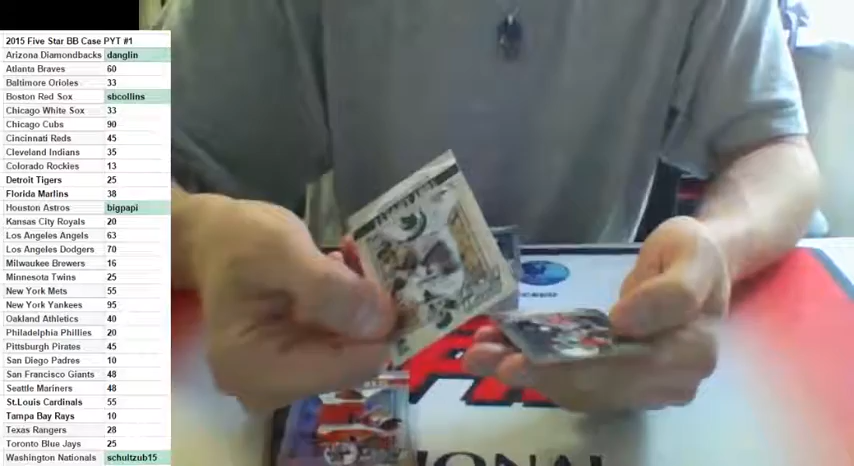 2015 Five Star BB Case PYT #1
Arizona Diamondbacks danglin
Atlanta Braves 60
Baltimore Orioles 33
Boston Red Sox sbcollins
Chicago White Sox 33
Chicago Cubs 90
Cincinnati Reds 45
Cleveland Indians 35
Colorado Rockies 13
Detroit Tigers 25
Florida Marlins 38
Houston Astros bigpapi
Kansas City Royals 20
Los Angeles Angels 63
Los Angeles Dodgers 70
Milwaukee Brewers 16
Minnesota Twins 25
New York Mets 55
New York Yankees 95
Oakland Athletics 40
Philadelphia Phillies 20
Pittsburgh Pirates 45
San Diego Padres 10
San Francisco Giants 48
Seattle Mariners 48
St.Louis Cardinals 55
Tampa Bay Rays 10
Texas Rangers 28
Toronto Blue Jays 25
Washington Nationals schultzub15
IONAL